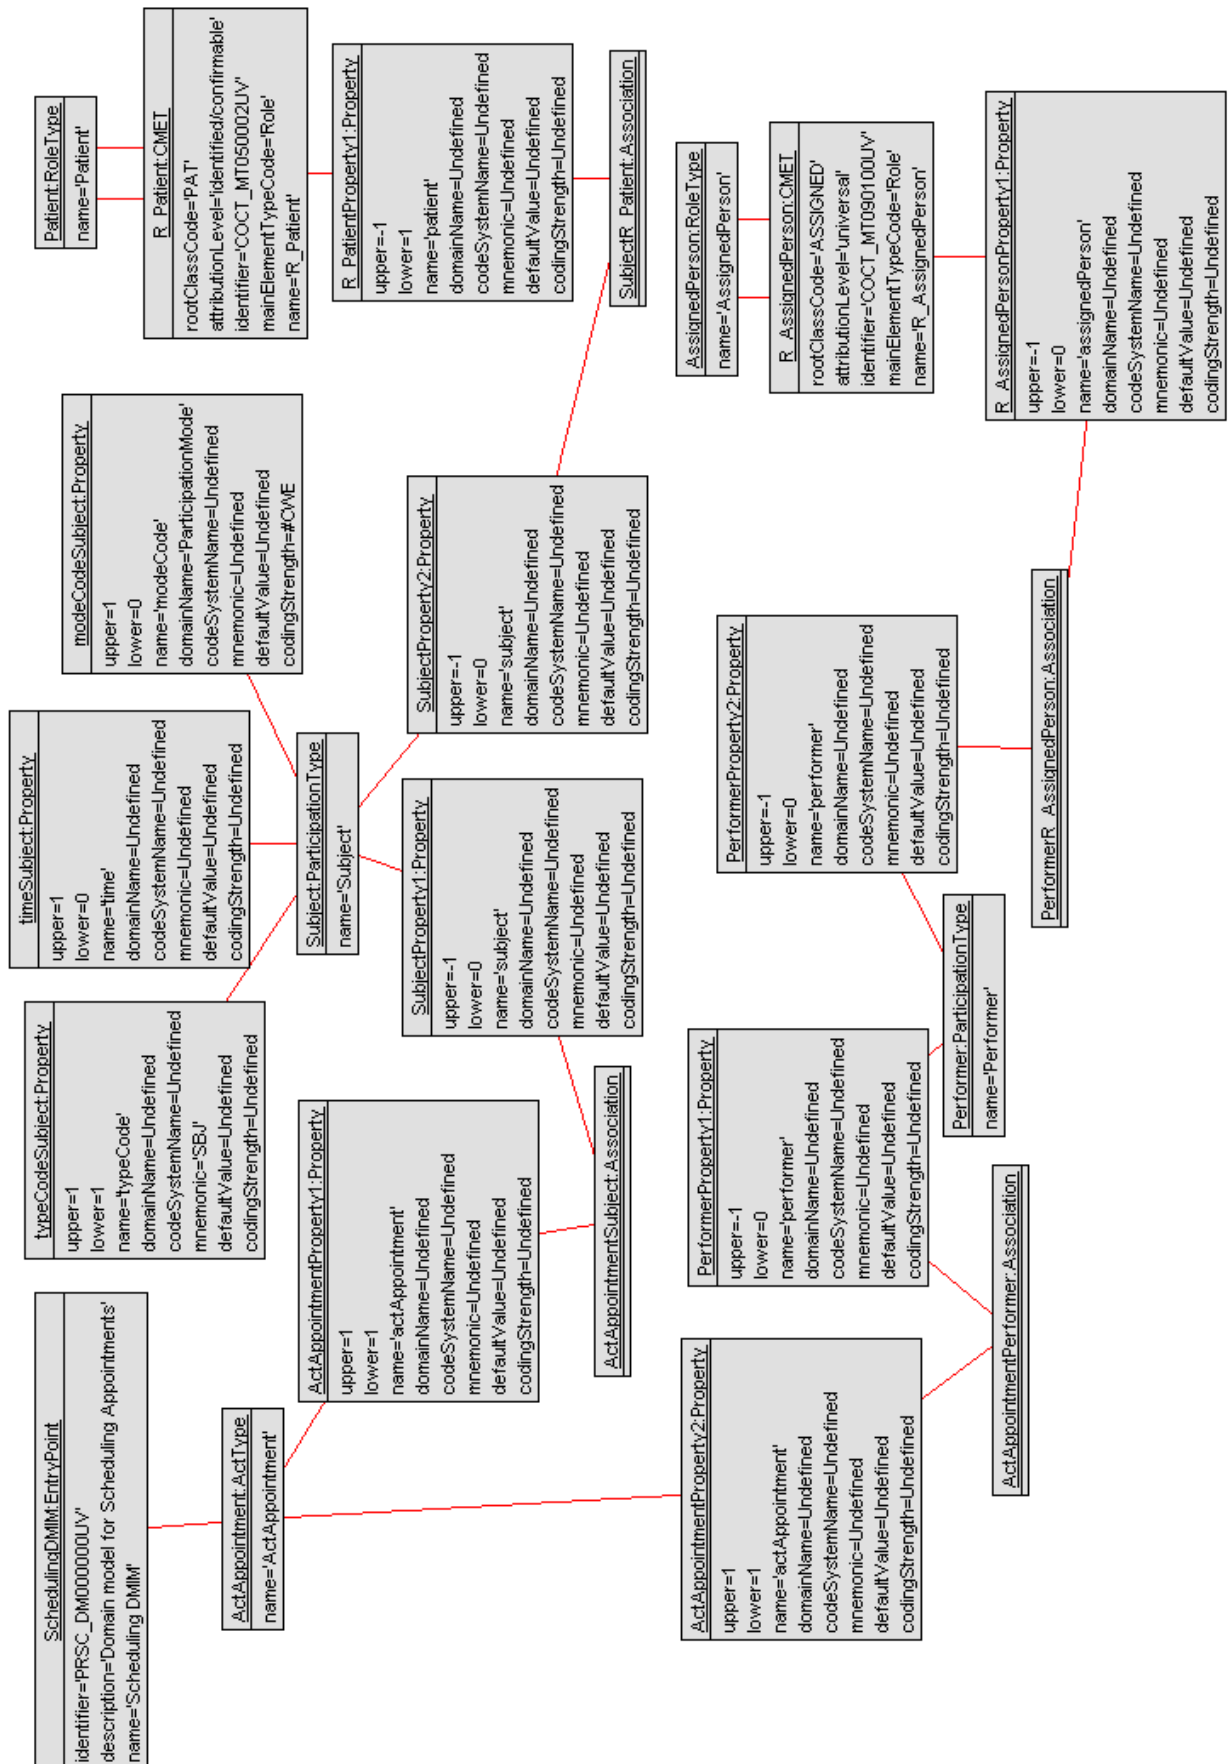 SchedulingDMIM:EntryPoint
identifier='PRSC_DM000000UV'
description='Domain model for Scheduling Appointments'
name='Scheduling DMIM'
typeCodeSubject:Property
upper=1
lower=1
name='typeCode'
domainName=Undefined
codeSystemName=Undefined
mnemonic='SBJ'
defaultValue=Undefined
codingStrength=Undefined
timeSubject:Property
upper=1
lower=0
name='time'
domainName=Undefined
codeSystemName=Undefined
mnemonic=Undefined
defaultValue=Undefined
codingStrength=Undefined
modeCodeSubject:Property
upper=1
lower=0
name='modeCode'
domainName='ParticipationMode'
codeSystemName=Undefined
mnemonic=Undefined
defaultValue=Undefined
codingStrength=#CWE
Patient:RoleType
name='Patient'
R_Patient:CMET
rootClassCode='PAT'
attributionLevel='identified/confirmable'
identifier='COCT_MT050002UV'
mainElementTypeCode='Role'
name='R_Patient'
ActAppointment:ActType
name='ActAppointment'
ActAppointmentProperty1:Property
upper=1
lower=1
name='actAppointment'
domainName=Undefined
codeSystemName=Undefined
mnemonic=Undefined
defaultValue=Undefined
codingStrength=Undefined
Subject:ParticipationType
name='Subject'
SubjectProperty1:Property
upper=-1
lower=0
name='subject'
domainName=Undefined
codeSystemName=Undefined
mnemonic=Undefined
defaultValue=Undefined
codingStrength=Undefined
SubjectProperty2:Property
upper=-1
lower=0
name='subject'
domainName=Undefined
codeSystemName=Undefined
mnemonic=Undefined
defaultValue=Undefined
codingStrength=Undefined
R_PatientProperty1:Property
upper=-1
lower=1
name='patient'
domainName=Undefined
codeSystemName=Undefined
mnemonic=Undefined
defaultValue=Undefined
codingStrength=Undefined
ActAppointmentSubject:Association
SubjectR_Patient:Association
ActAppointmentProperty2:Property
upper=1
lower=1
name='actAppointment'
domainName=Undefined
codeSystemName=Undefined
mnemonic=Undefined
defaultValue=Undefined
codingStrength=Undefined
PerformerProperty1:Property
upper=-1
lower=0
name='performer'
domainName=Undefined
codeSystemName=Undefined
mnemonic=Undefined
defaultValue=Undefined
codingStrength=Undefined
PerformerProperty2:Property
upper=-1
lower=0
name='performer'
domainName=Undefined
codeSystemName=Undefined
mnemonic=Undefined
defaultValue=Undefined
codingStrength=Undefined
AssignedPerson:RoleType
name='AssignedPerson'
R_AssignedPerson:CMET
rootClassCode='ASSIGNED'
attributionLevel='universal'
identifier='COCT_MT090100UV'
mainElementTypeCode='Role'
name='R_AssignedPerson'
ActAppointmentPerformer:Association
Performer:ParticipationType
name='Performer'
PerformerR_AssignedPerson:Association
R_AssignedPersonProperty1:Property
upper=-1
lower=0
name='assignedPerson'
domainName=Undefined
codeSystemName=Undefined
mnemonic=Undefined
defaultValue=Undefined
codingStrength=Undefined